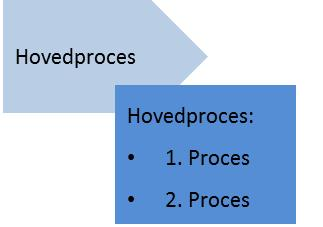 Hovedproces
Hovedproces:
• 1. Proces
• 2. Proces